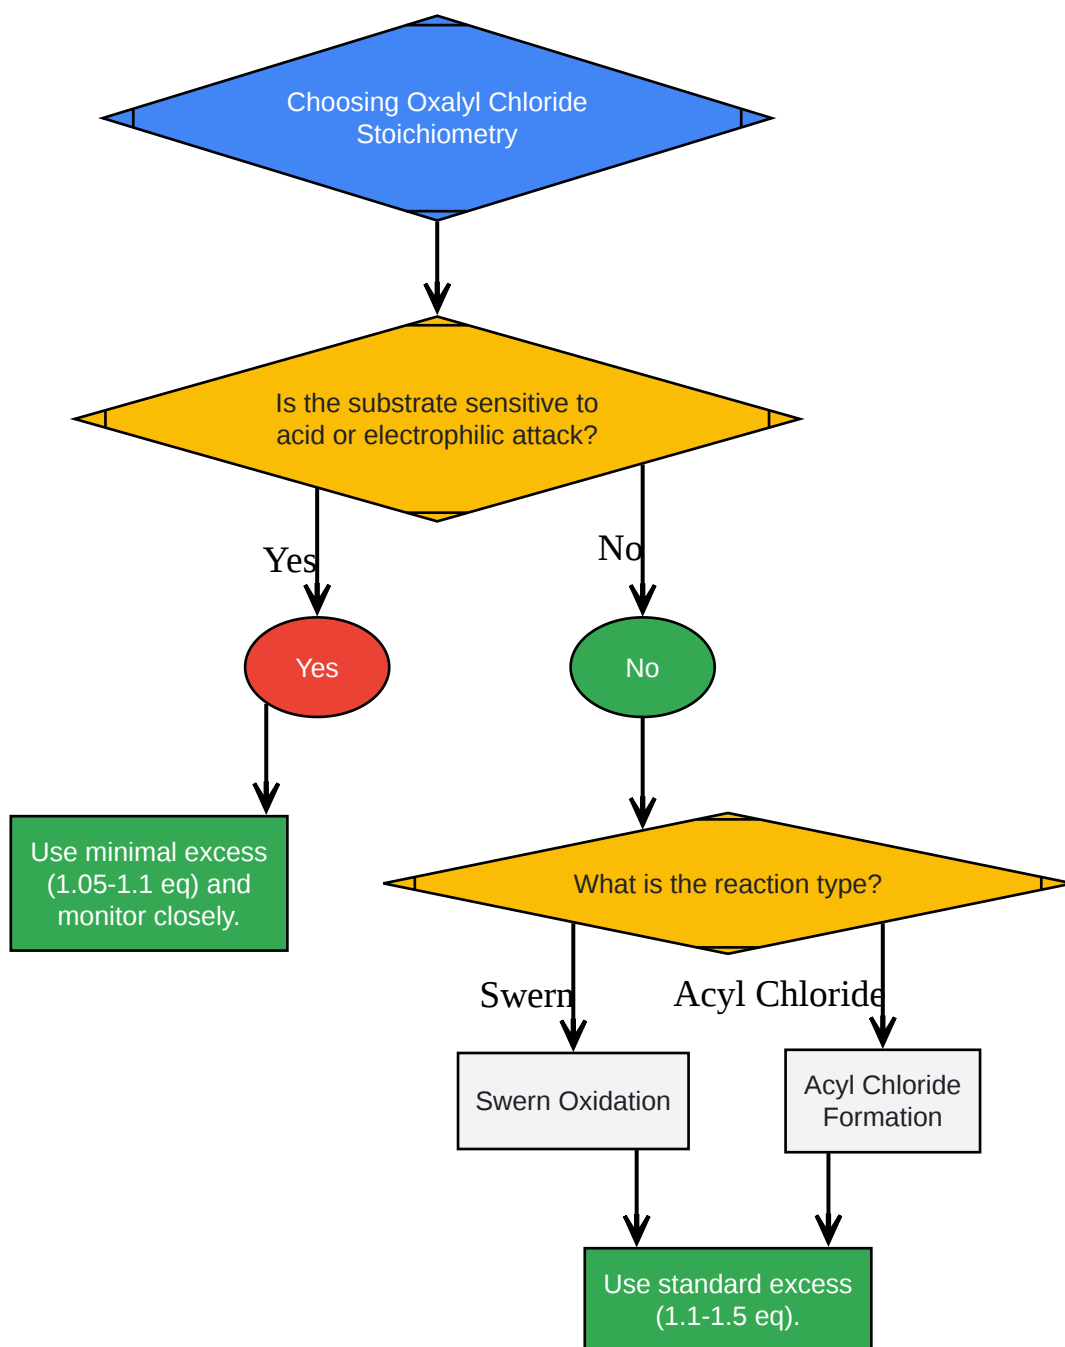 Choosing Oxalyl Chloride
Stoichiometry
Is the substrate sensitive to
acid or electrophilic attack?
Yes
No
Yes
No
Use minimal excess
(1.05-1.1 eq) and
monitor closely.
What is the reaction type?
Swern
Acyl Chloride
Swern Oxidation
Acyl Chloride
Formation
Use standard excess
(1.1-1.5 eq).